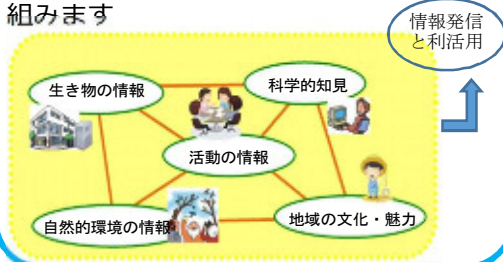 組みます
情報発信
と利活用
生き物の情報
科学的知見
活動の情報
自然的環境の情報
地域の文化・魅力